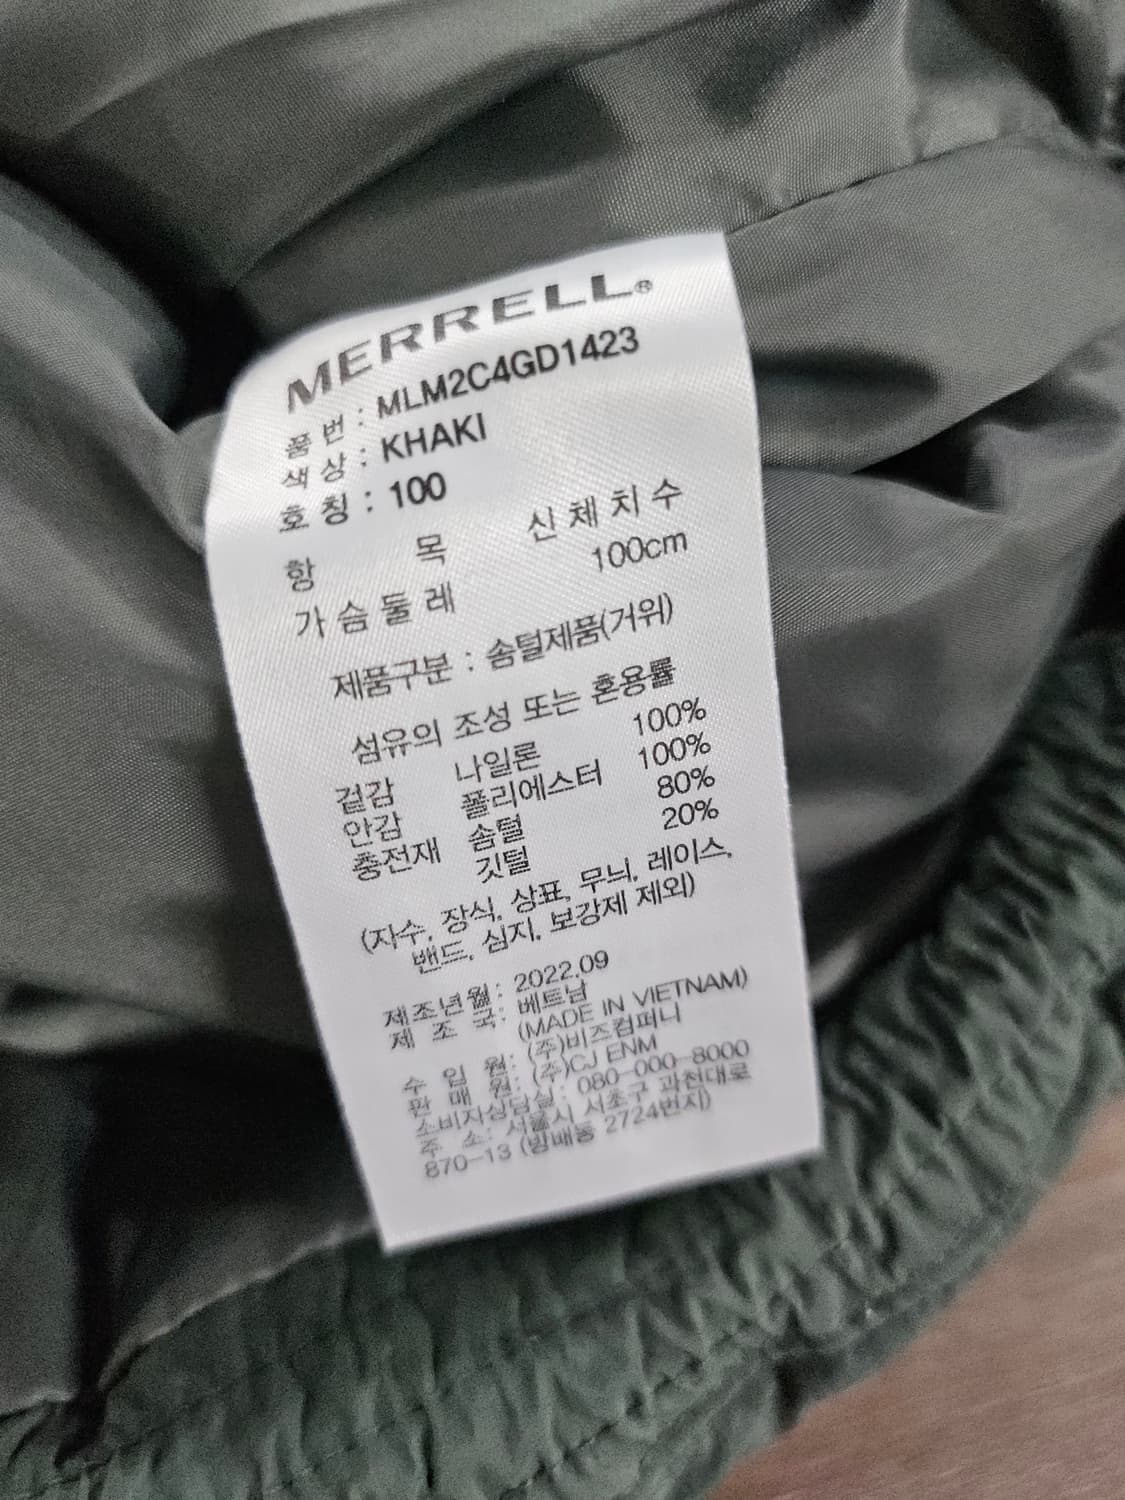 MERRELL®
품 번 : MLM2C4GD1423
색 상 : KHAKI
호 칭 : 100
항 목 신 체 치 수
가 슴 둘 레 100cm
제품구분 : 솜털제품(거위)
섬유의 조성 또는 혼용률
겉감 나일론 100%
안감 폴리에스터 100%
충전재 솜털 80%
깃털 20%
(자수, 장식, 상표, 무늬, 레이스,
밴드, 심지, 보강제 제외)
제조년월: 2022.09
제 조 국: 베트남
(MADE IN VIETNAM)
수 입 원: (주)비즈컴퍼니
판 매 원: (주)CJ ENM
소비자상담실: 080-000-8000
주 소: 서울시 서초구 과천대로
870-13 (방배동 2724번지)